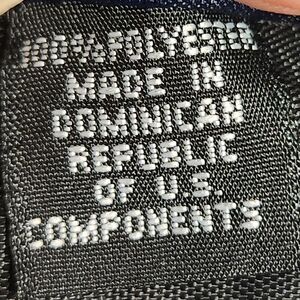 100% POLYESTER
MADE IN
DOMINICAN
REPUBLIC
OF U.S.
COMPONENTS